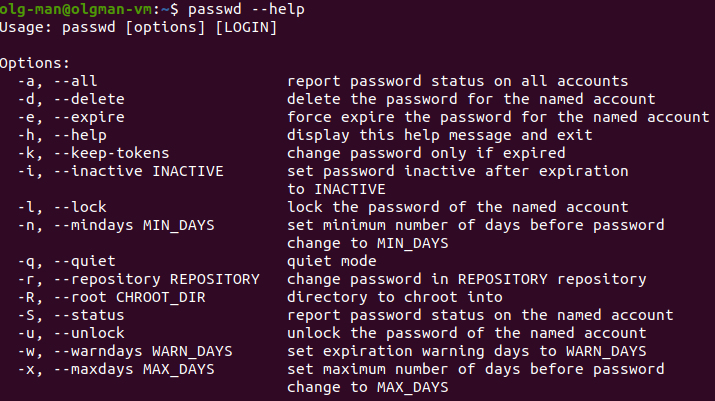 olg-man@olgman-vm:~$ passwd --help
Usage: passwd [options] [LOGIN]

Options:
  -a, --all                     report password status on all accounts
  -d, --delete                  delete the password for the named account
  -e, --expire                  force expire the password for the named account
  -h, --help                    display this help message and exit
  -k, --keep-tokens             change password only if expired
  -i, --inactive INACTIVE       set password inactive after expiration
                                to INACTIVE
  -l, --lock                    lock the password of the named account
  -n, --mindays MIN_DAYS        set minimum number of days before password
                                change to MIN_DAYS
  -q, --quiet                   quiet mode
  -r, --repository REPOSITORY   change password in REPOSITORY repository
  -R, --root CHROOT_DIR         directory to chroot into
  -S, --status                  report password status on the named account
  -u, --unlock                  unlock the password of the named account
  -w, --warndays WARN_DAYS      set expiration warning days to WARN_DAYS
  -x, --maxdays MAX_DAYS        set maximum number of days before password
                                change to MAX_DAYS